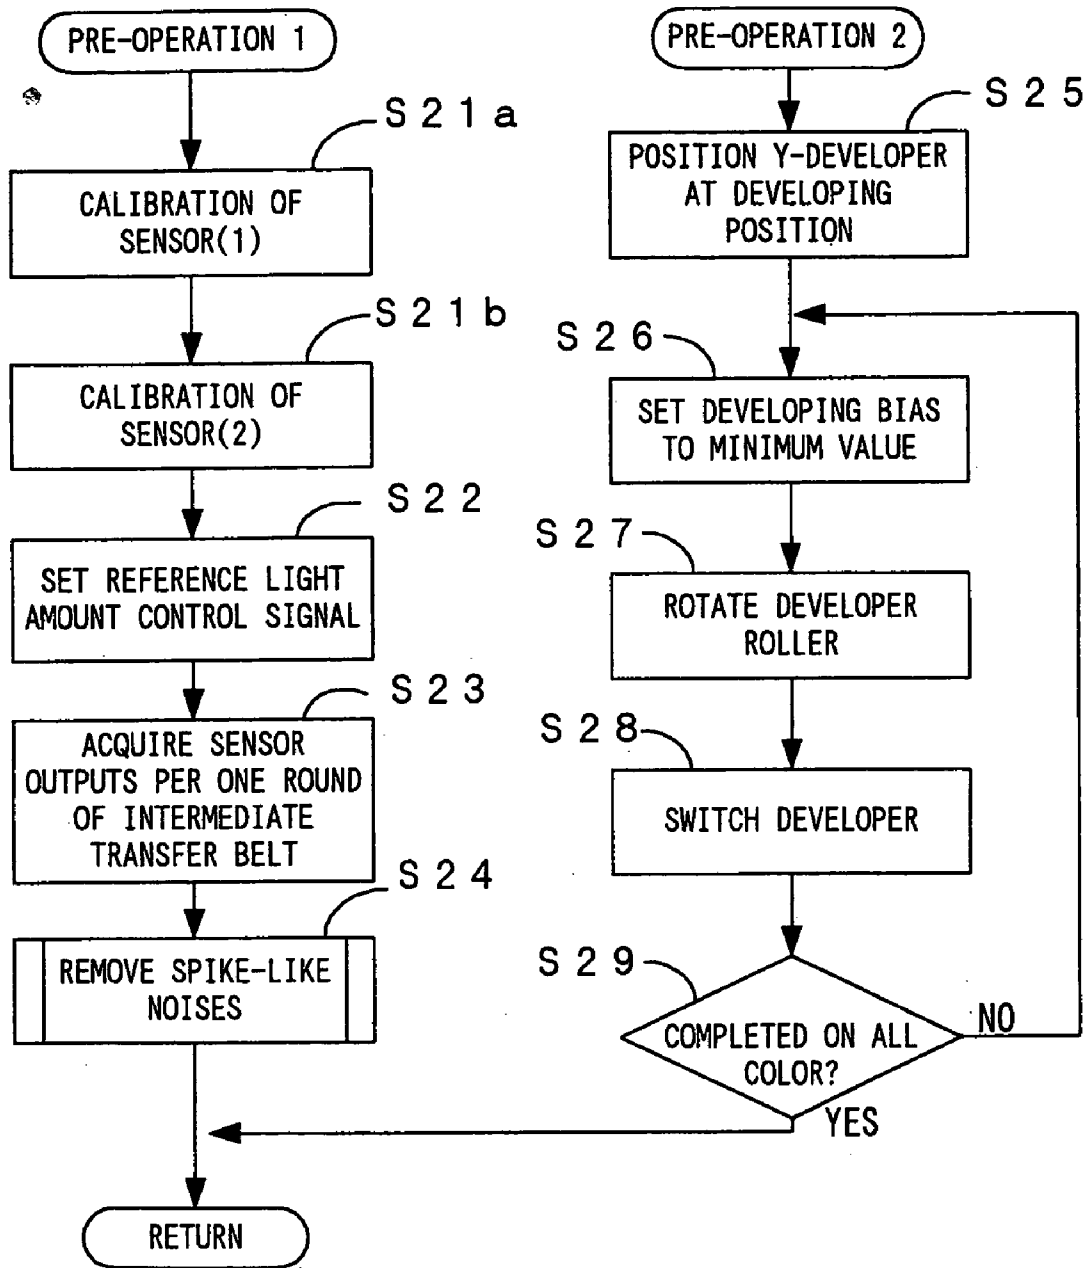 PRE-OPERATION 1
S21a
CALIBRATION OF
SENSOR(1)
S21b
CALIBRATION OF
SENSOR(2)
S22
SET REFERENCE LIGHT
AMOUNT CONTROL SIGNAL
S23
ACQUIRE SENSOR
OUTPUTS PER ONE ROUND
OF INTERMEDIATE
TRANSFER BELT
S24
REMOVE SPIKE-LIKE
NOISES
RETURN
PRE-OPERATION 2
S25
POSITION Y-DEVELOPER
AT DEVELOPING
POSITION
S26
SET DEVELOPING BIAS
TO MINIMUM VALUE
S27
ROTATE DEVELOPER
ROLLER
S28
SWITCH DEVELOPER
S29
COMPLETED ON ALL
COLOR?
NO
YES